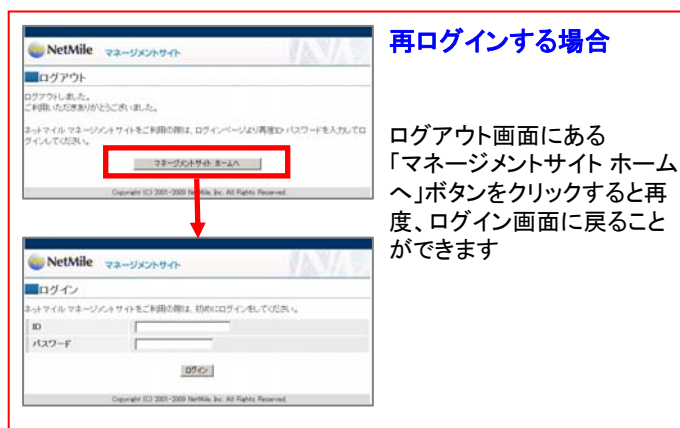 NetMile マネージメントサイト
ログアウト
ログアウトしました。
ご利用いただきありがとうございました。
ネットマイル マネージメントサイトをご利用の際は、ログインページより再度ID・パスワードを入力してロ
グインしてください。
マネージメントサイト ホームへ
Copyright (C) 2001-2009 NetMile, Inc. All Rights Reserved.
NetMile マネージメントサイト
ログイン
ネットマイル マネージメントサイトをご利用の際は、初めにログインをしてください。
ID
パスワード
ログイン
Copyright (C) 2001-2009 NetMile, Inc. All Rights Reserved.
再ログインする場合
ログアウト画面にある
「マネージメントサイト ホーム
へ」ボタンをクリックすると再
度、ログイン画面に戻ること
ができます